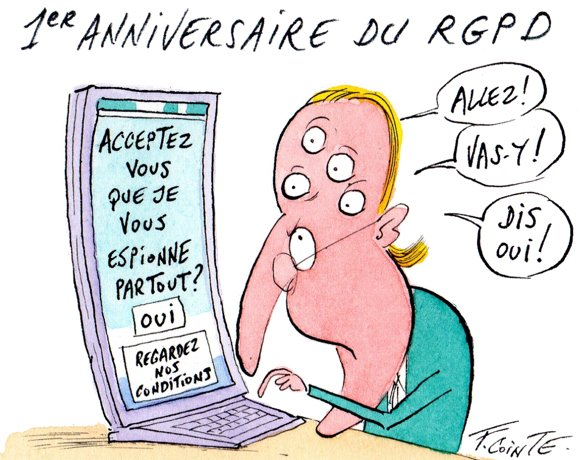 1ER ANNIVERSAIRE DU RGPD
ACCEPTEZ
VOUS
QUE JE
VOUS
ESPIONNE
PARTOUT?
OUI
REGARDEZ
NOS
CONDITIONS
ALLEZ!
VAS-Y!
DIS
OUI!
F. COINTE.